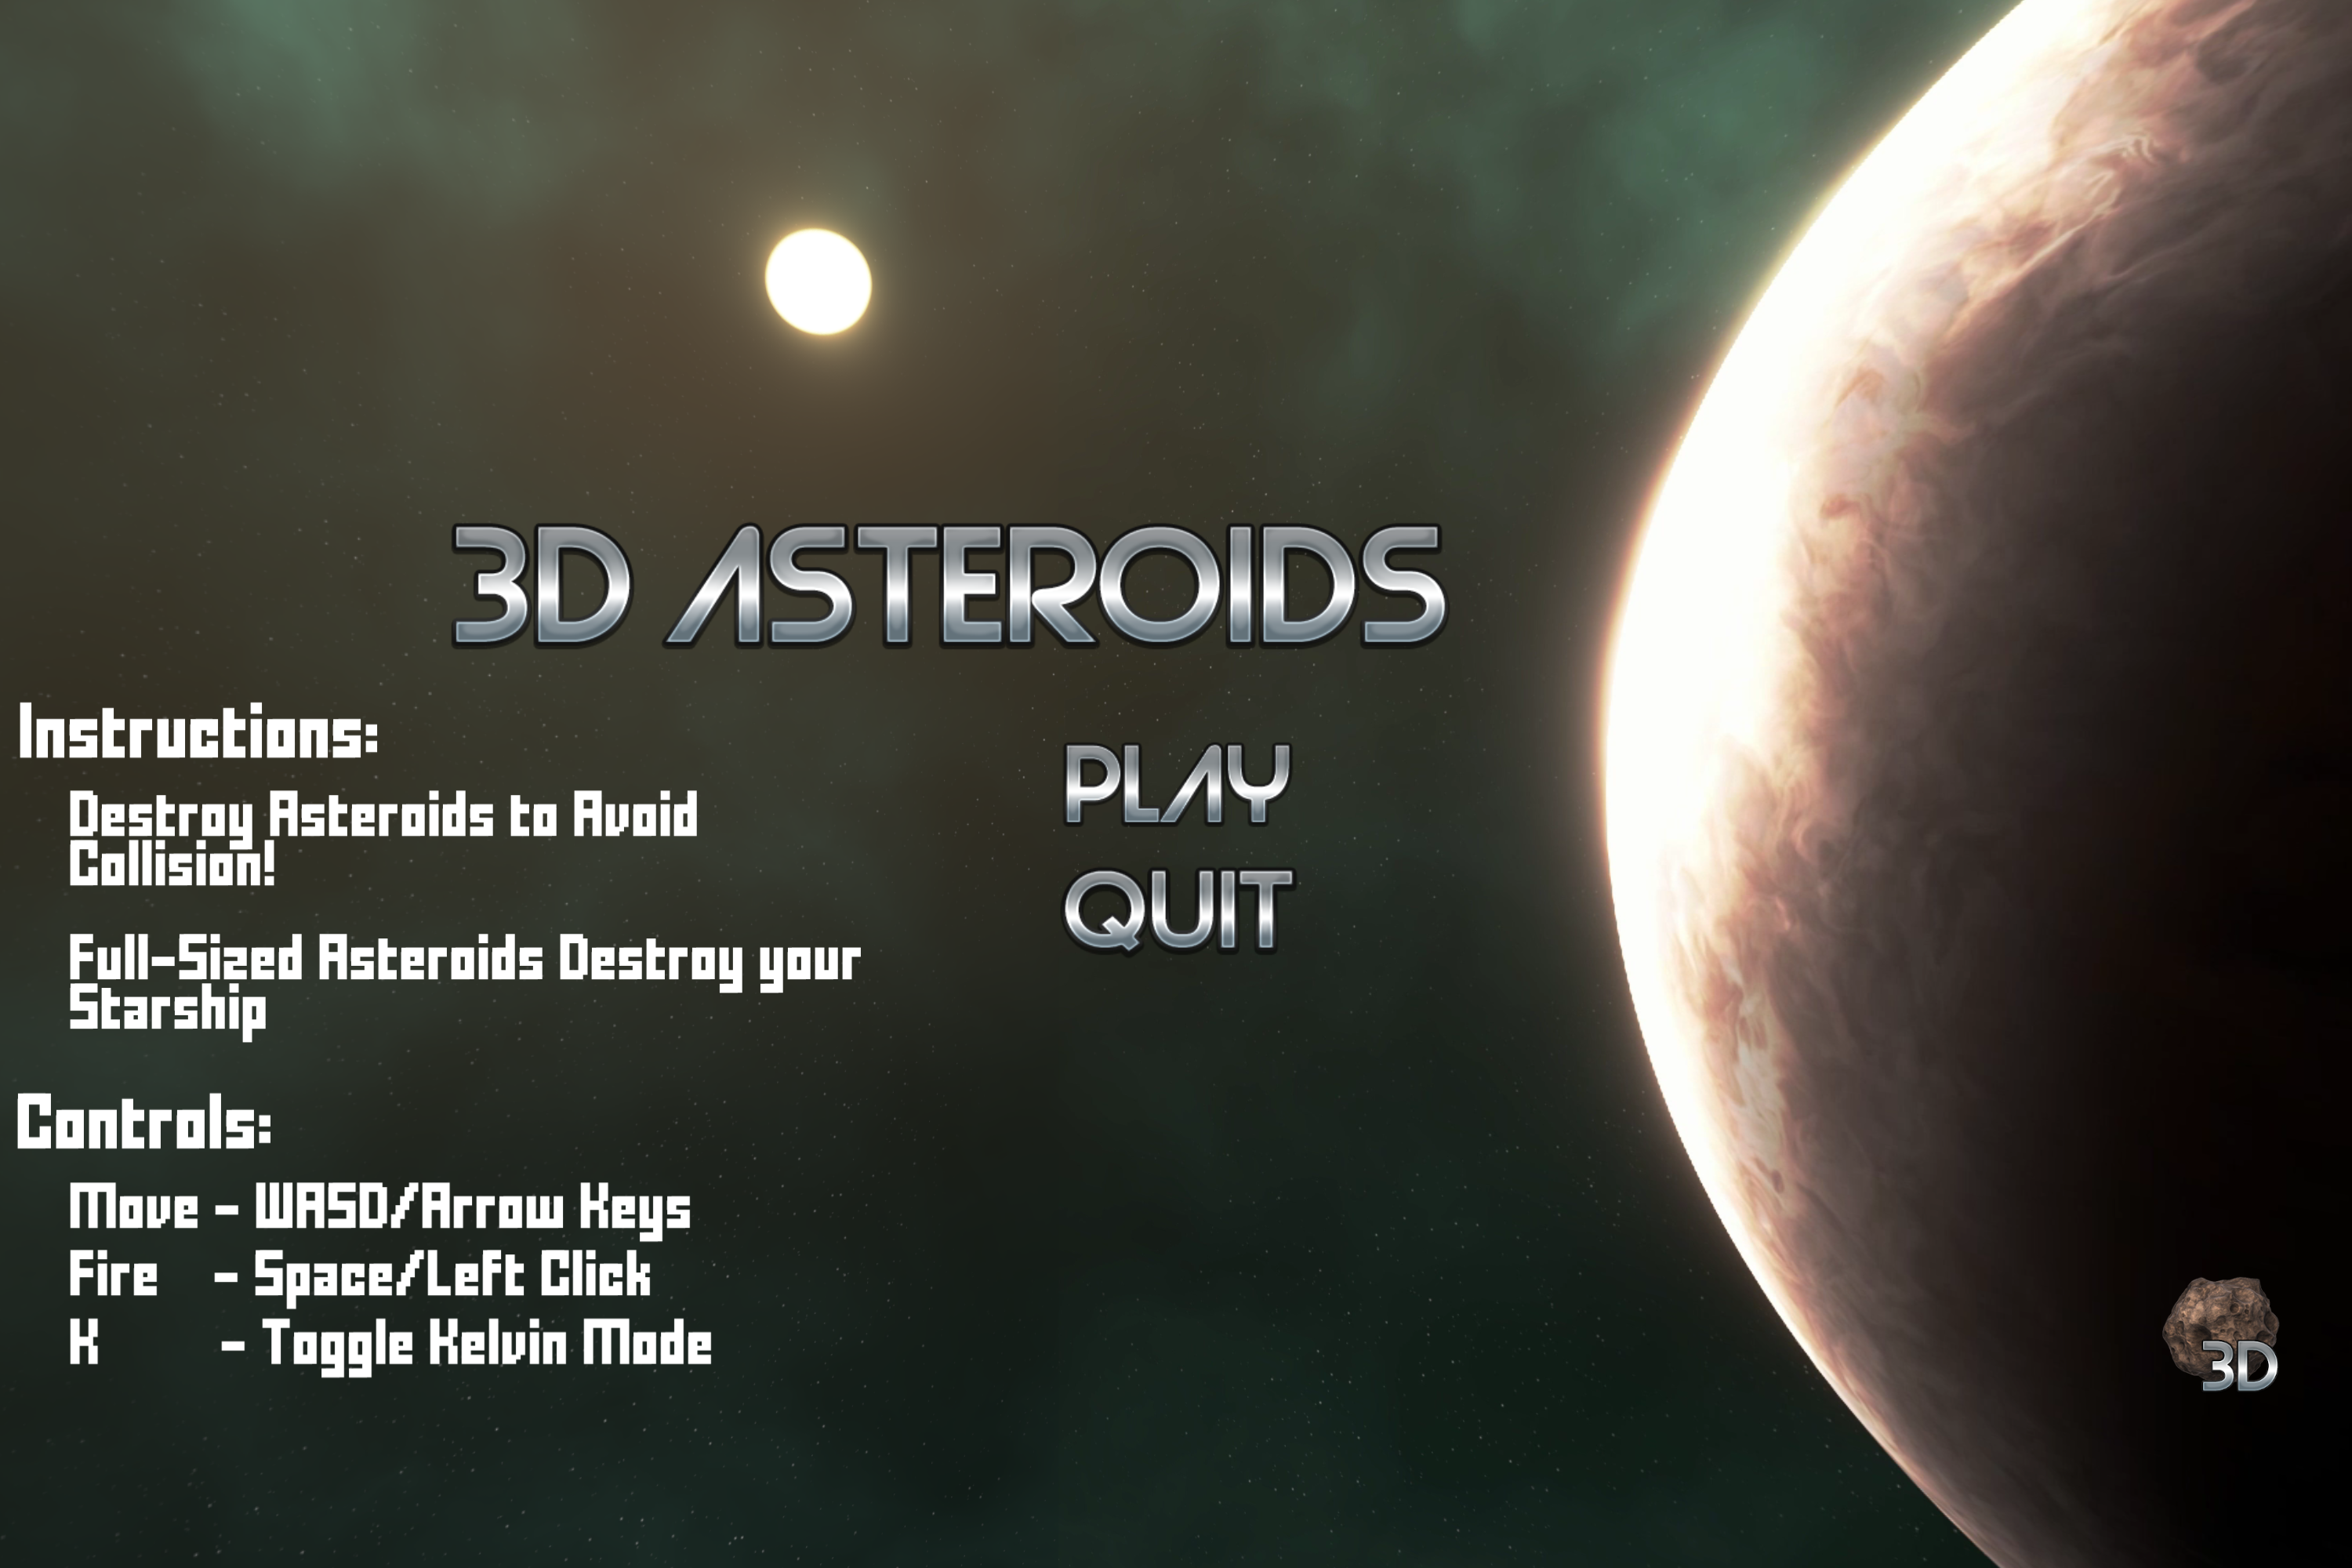 3D ASTEROIDS
Instructions:
Destroy Asteroids to Avoid
Collision!
Full-Sized Asteroids Destroy your
Starship
PLAY
QUIT
Controls:
Move - WASD/Arrow Keys
Fire - Space/Left Click
K - Toggle Kelvin Mode
3D